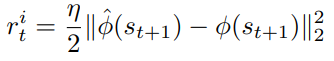 $r_t^i = \frac{\eta}{2} \| \hat{\phi}(s_{t+1}) - \phi(s_{t+1}) \|_2^2$